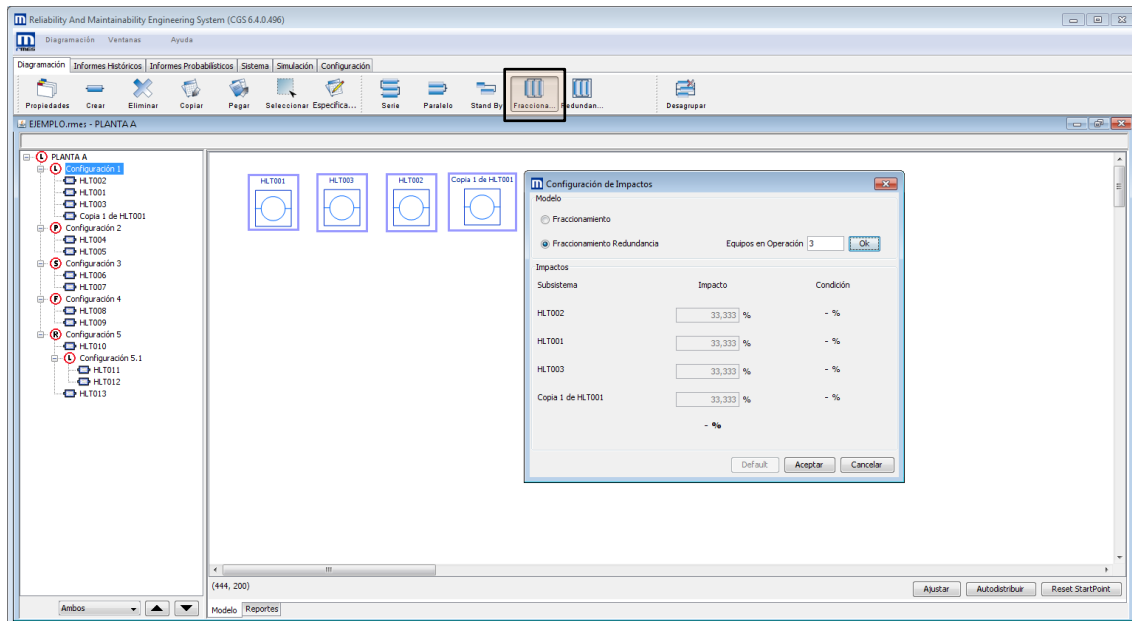 Reliability And Maintainability Engineering System (CGS 6.4.0.496)
Diagramación Ventanas Ayuda
Diagramación Informes Históricos Informes Probabilísticos Sistema Simulación Configuración
Propiedades Crear Eliminar Copiar Pegar Seleccionar Especifica... Serie Paralelo Stand By Fracciona... Redundan... Desagrupar
EJEMPLO.rmes - PLANTA A
L PLANTA A
L Configuración 1
HLT002
HLT001
HLT003
Copia 1 de HLT001
P Configuración 2
HLT004
HLT005
S Configuración 3
HLT006
HLT007
F Configuración 4
HLT008
HLT009
R Configuración 5
HLT010
L Configuración 5.1
HLT011
HLT012
HLT013
HLT001 HLT003 HLT002 Copia 1 de HLT001
Configuración de Impactos
Modelo
Fraccionamiento
Fraccionamiento Redundancia Equipos en Operación 3 Ok
Impactos
Subsistema Impacto Condición
HLT002 33,333 % - %
HLT001 33,333 % - %
HLT003 33,333 % - %
Copia 1 de HLT001 33,333 % - %
- %
Default Aceptar Cancelar
(444, 200)
Ajustar Autodistribuir Reset StartPoint
Ambos
Modelo Reportes